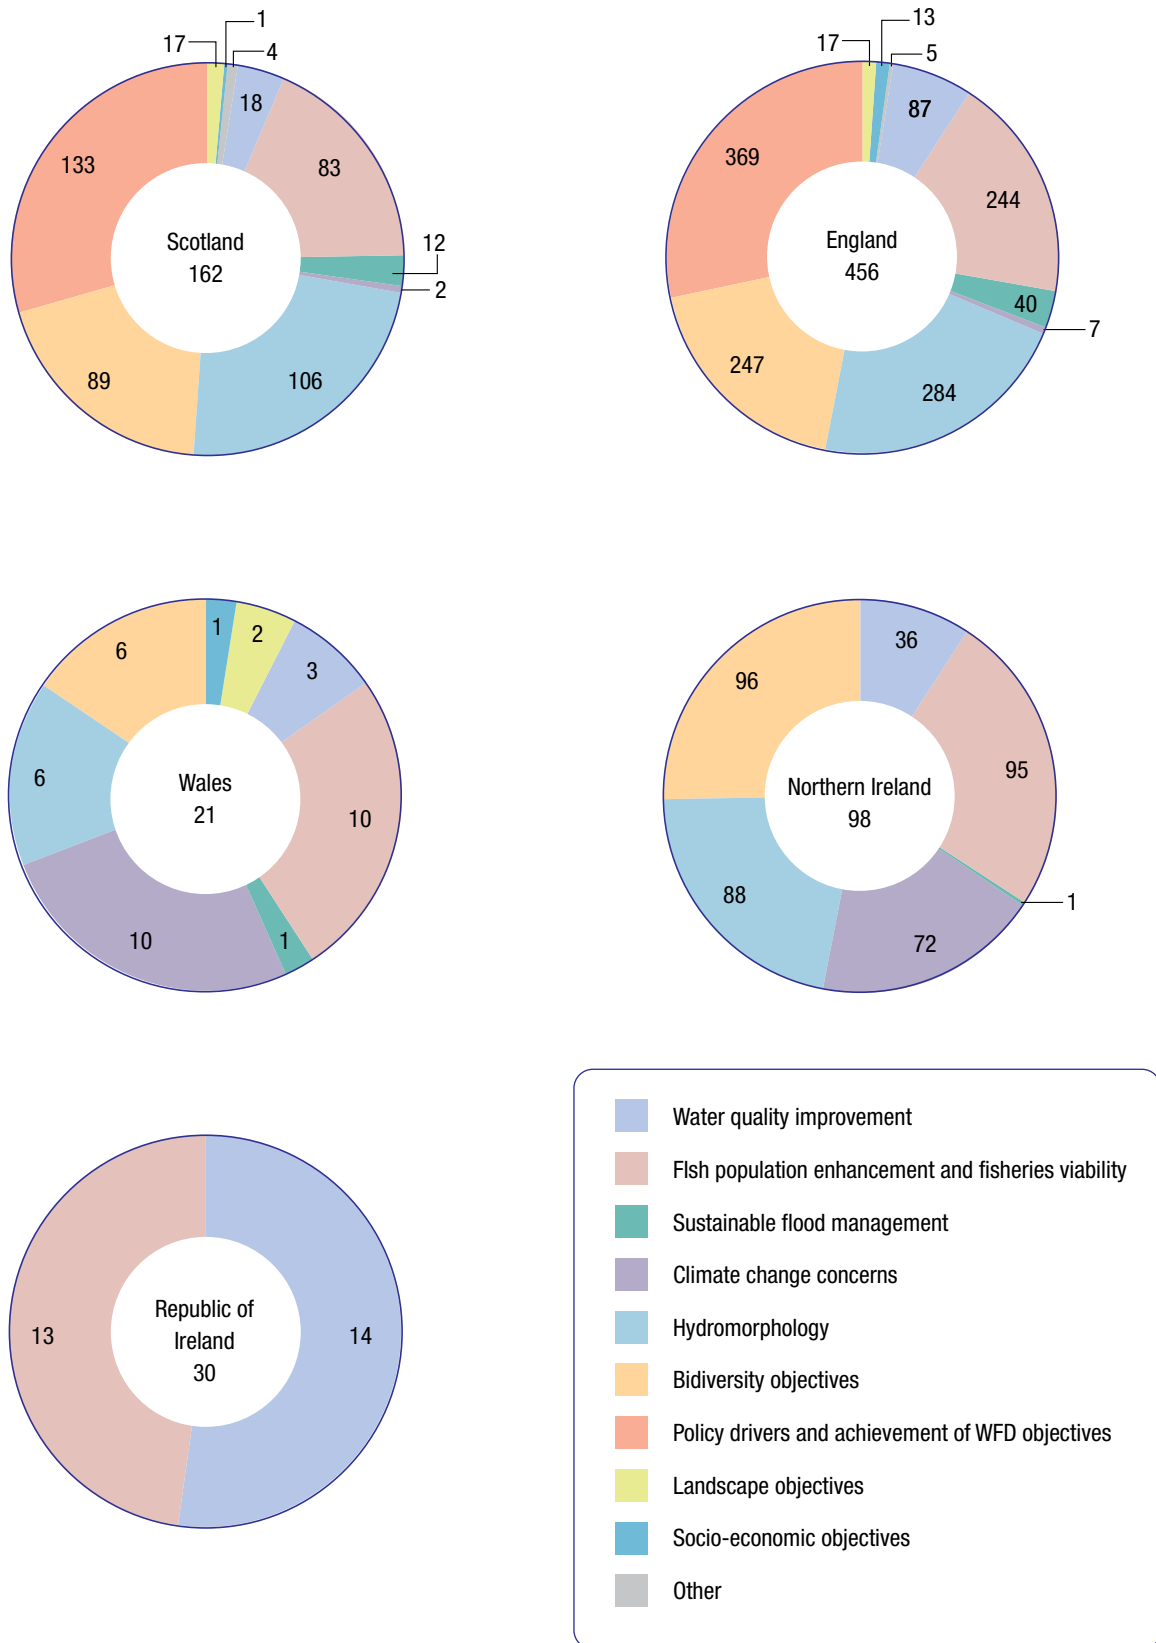 1
17
4
18
133
83
Scotland
162
12
2
89
106
13
17
5
87
369
244
England
456
40
7
247
284
1
2
3
6
6
Wales
21
10
10
1
36
96
95
Northern Ireland
98
88
1
72
Republic of
Ireland
30
13
14
Water quality improvement
FIsh population enhancement and fisheries viability
Sustainable flood management
Climate change concerns
Hydromorphology
Bidiversity objectives
Policy drivers and achievement of WFD objectives
Landscape objectives
Socio-economic objectives
Other